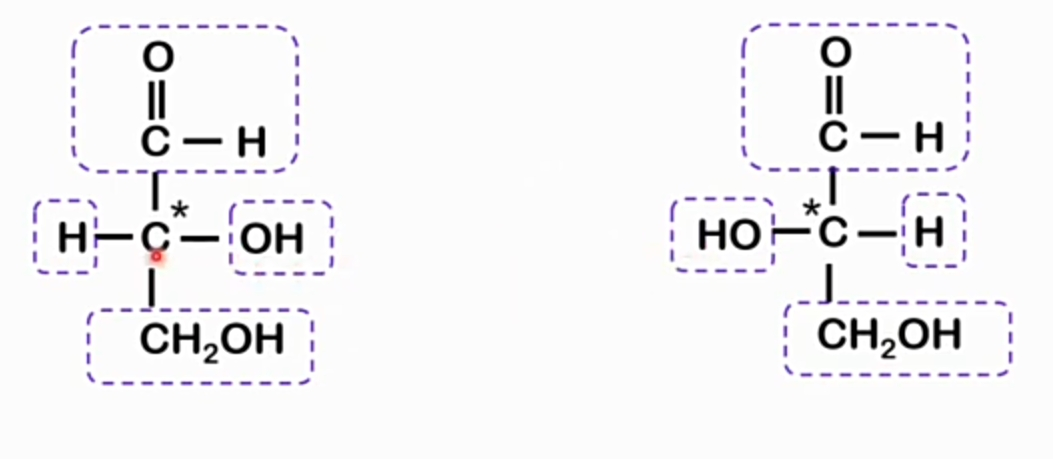 O O
C H C H
* *
H C OH HO C H
CH₂OH CH₂OH